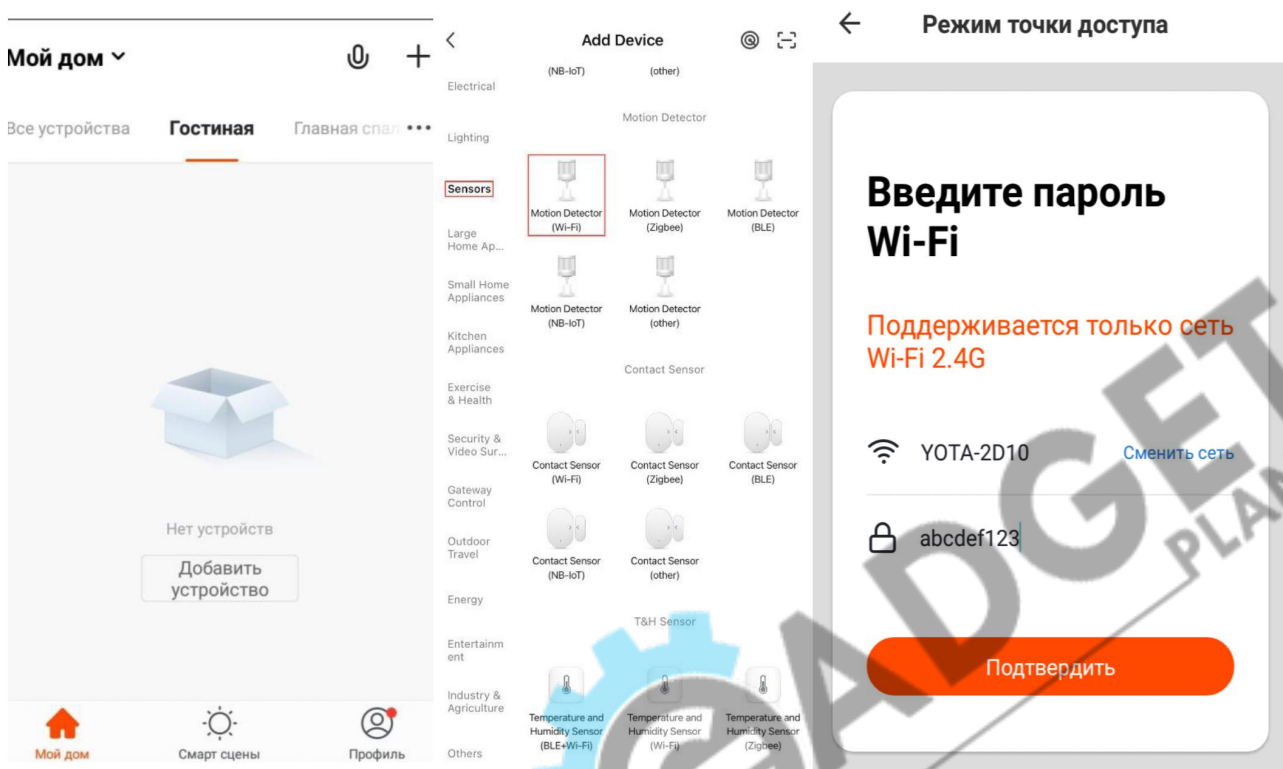 Мой дом
Все устройства
Гостиная
Главная спал
Нет устройств
Добавить
устройство
Мой дом
Смарт сцены
Профиль
Add Device
Electrical
Lighting
Sensors
Large
Home Ap...
Small Home
Appliances
Kitchen
Appliances
Exercise
& Health
Security &
Video Sur...
Gateway
Control
Outdoor
Travel
Energy
Entertainm
ent
Industry &
Agriculture
Others
(NB-IoT)
(other)
Motion Detector
Motion Detector
(Wi-Fi)
Motion Detector
(Zigbee)
Motion Detector
(BLE)
Motion Detector
(NB-IoT)
Motion Detector
(other)
Contact Sensor
Contact Sensor
(Wi-Fi)
Contact Sensor
(Zigbee)
Contact Sensor
(BLE)
Contact Sensor
(NB-IoT)
Contact Sensor
(other)
T&H Sensor
Temperature and
Humidity Sensor
(BLE+Wi-Fi)
Temperature and
Humidity Sensor
(Wi-Fi)
Temperature and
Humidity Sensor
(Zigbee)
Режим точки доступа
Введите пароль
Wi-Fi
Поддерживается только сеть
Wi-Fi 2.4G
YOTA-2D10
Сменить сеть
abcdef123
Подтвердить
GADGET
PLAN